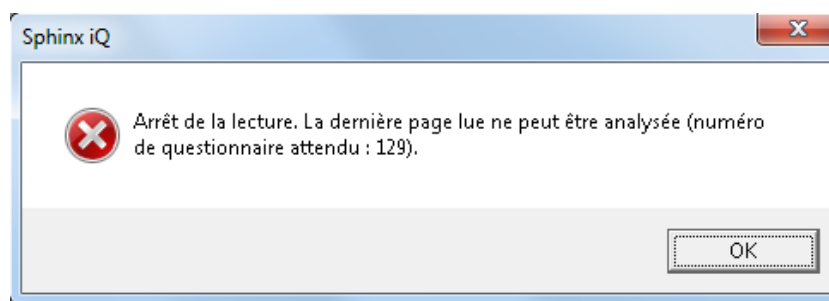 Sphinx iQ
Arrêt de la lecture. La dernière page lue ne peut être analysée (numéro
de questionnaire attendu : 129).
OK